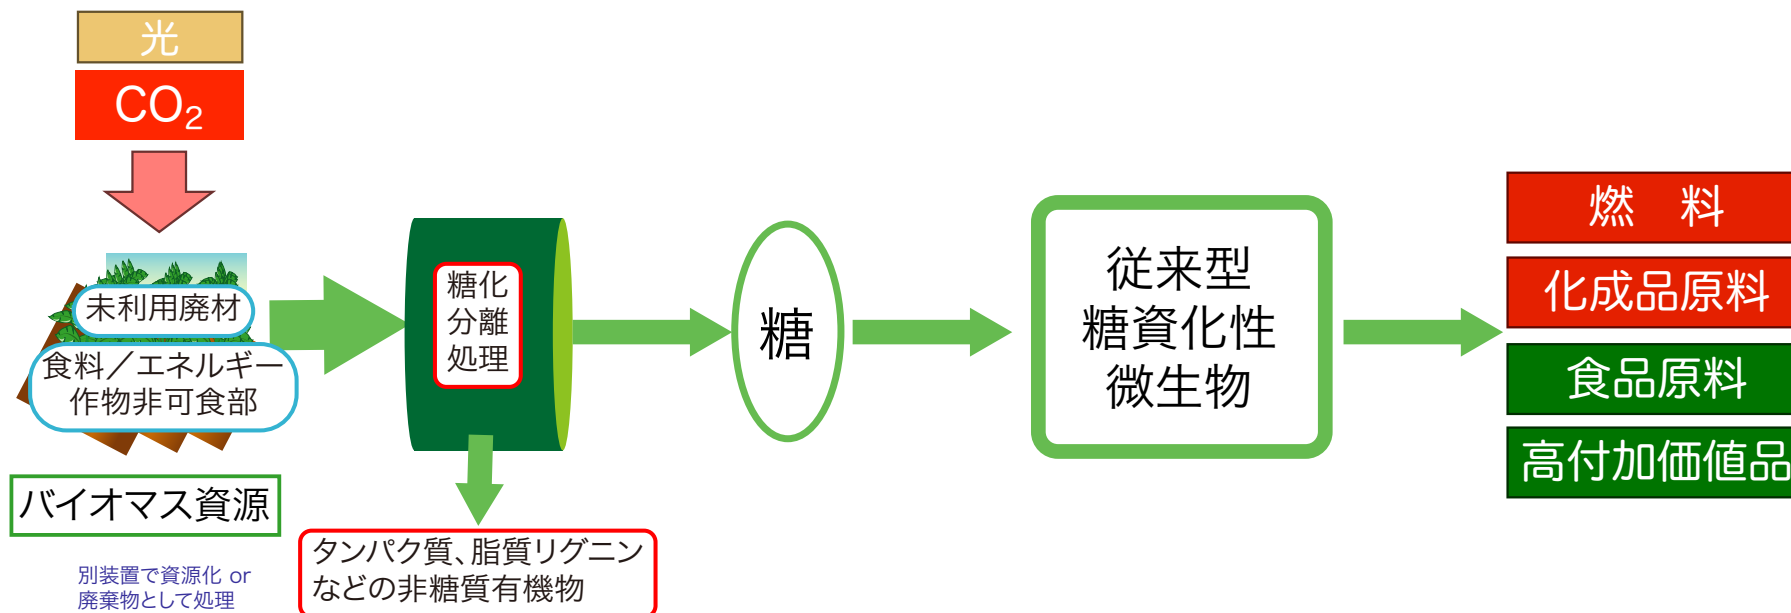 光
CO₂
未利用廃材
食料／エネルギー
作物非可食部
バイオマス資源
別装置で資源化 or
廃棄物として処理
糖化
分離
処理
タンパク質、脂質リグニン
などの非糖質有機物
糖
従来型
糖資化性
微生物
燃　料
化成品原料
食品原料
高付加価値品